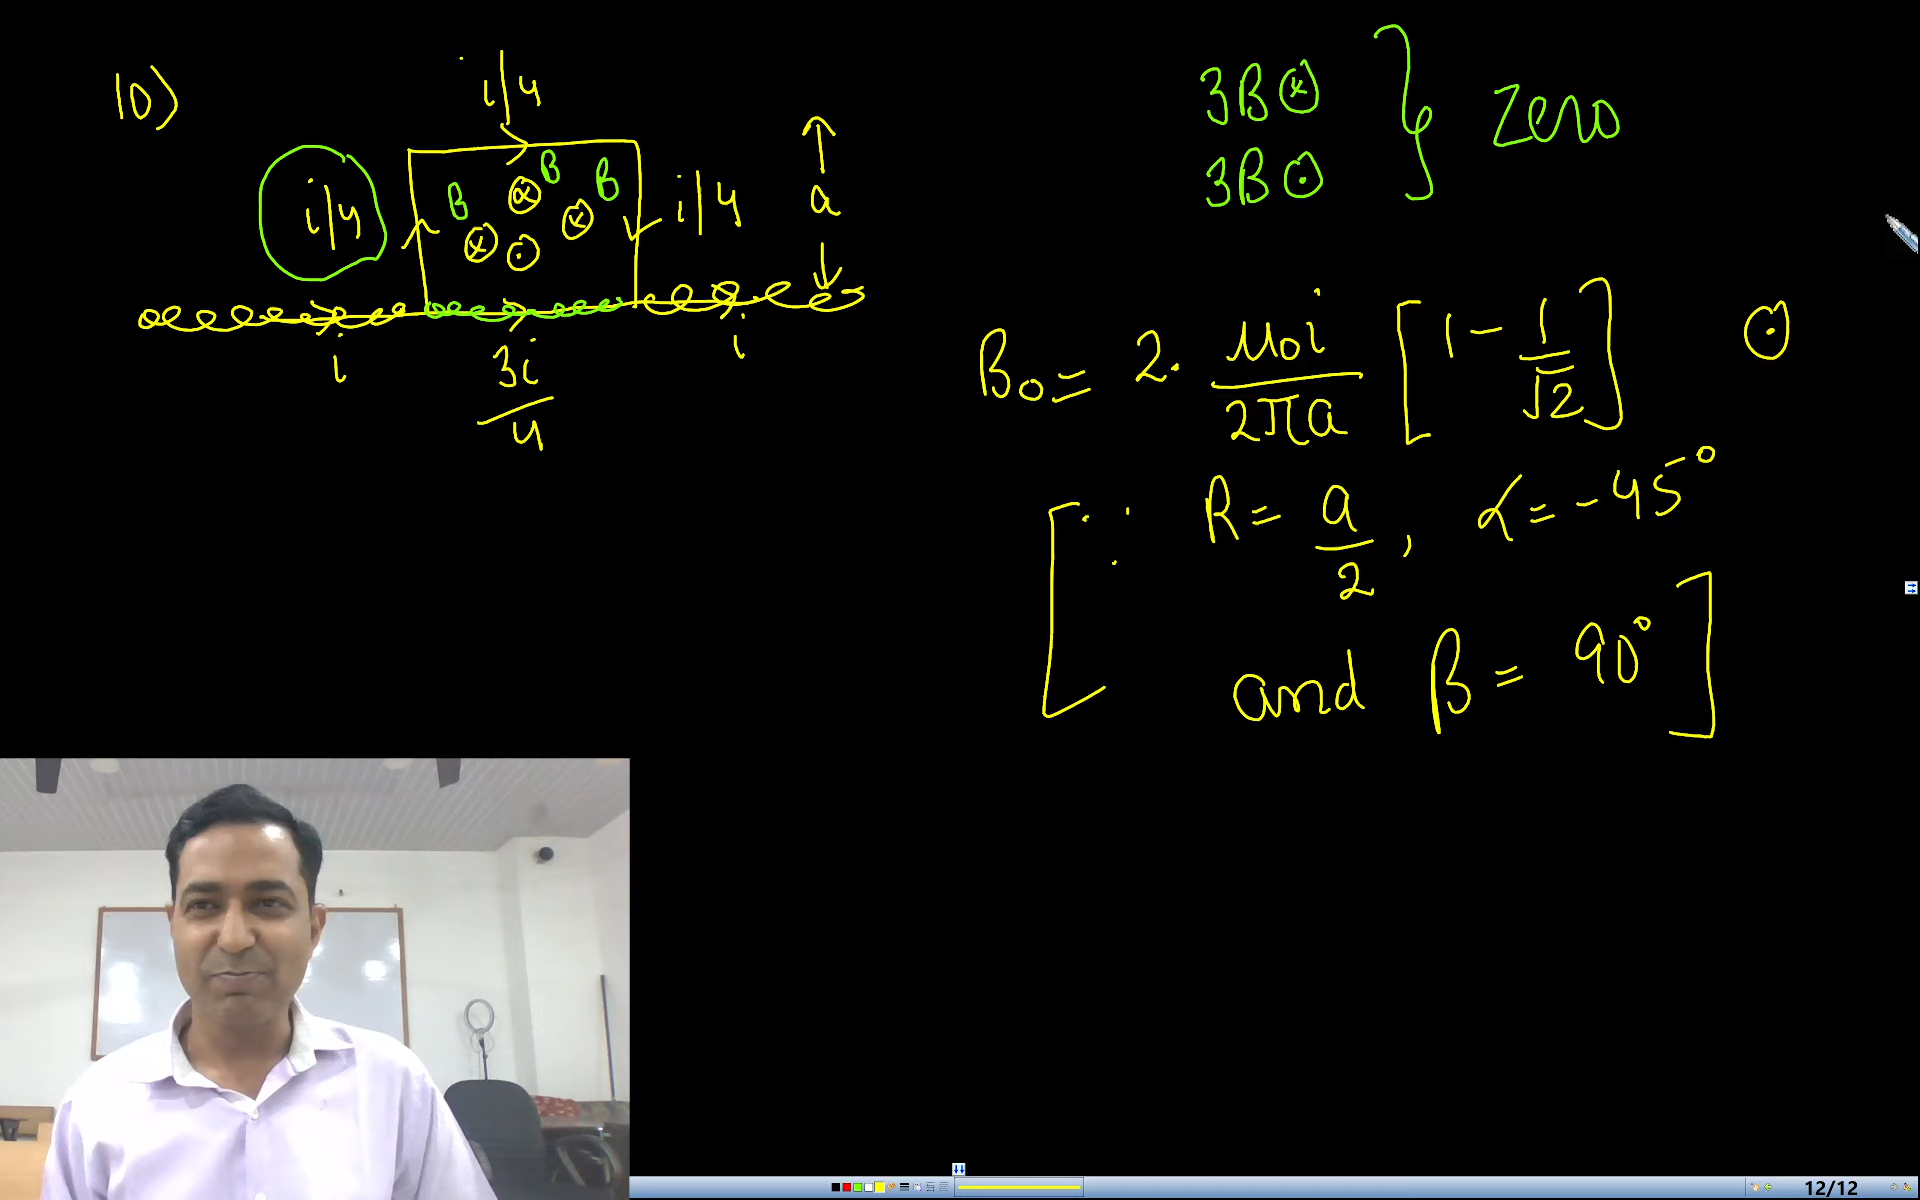 10)
i/4
i/4
B
B
B
i/4
a
i
3i/4
i
3B ⊗
3B ⊙
Zero
B₀ = 2. μ₀i/2πa [1 - 1/√2] ⊙
[∵ R = a/2, α = -45°
and β = 90°]
12/12